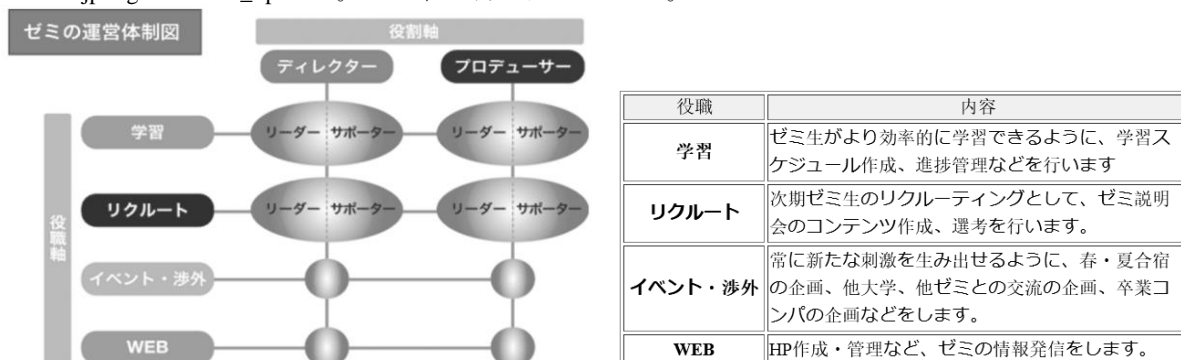 ゼミの運営体制図
役割軸
ディレクター
プロデューサー
役職軸
学習
リーダー サポーター
リーダー サポーター
リクルート
リーダー サポーター
リーダー サポーター
イベント・渉外
WEB
役職 内容
学習
ゼミ生がより効率的に学習できるように、学習ス
ケジュール作成、進捗管理などを行います
リクルート
次期ゼミ生のリクルーティングとして、ゼミ説明
会のコンテンツ作成、選考を行います。
イベント・渉外
常に新たな刺激を生み出せるように、春・夏合宿
の企画、他大学、他ゼミとの交流の企画、卒業コ
ンパの企画などをします。
WEB
HP作成・管理など、ゼミの情報発信をします。